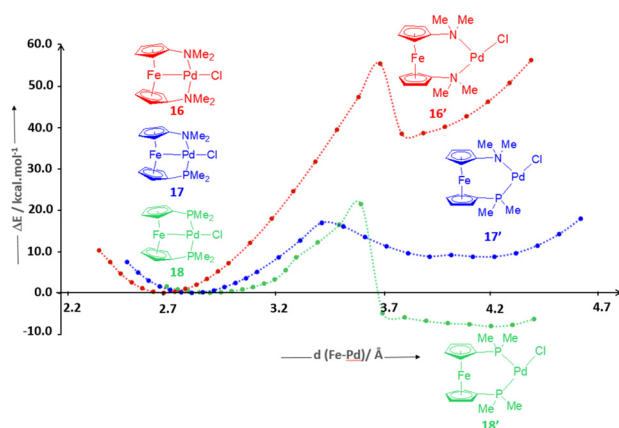 60.0
50.0
40.0
30.0
20.0
10.0
0.0
-10.0
ΔE / kcal.mol-1
2.2
2.7
3.2
3.7
4.2
4.7
d (Fe-Pd)/ Å
NMe2
Fe
Pd
Cl
NMe2
16
NMe2
Fe
Pd
Cl
PMe2
17
PMe2
Fe
Pd
Cl
PMe2
18
Me
Me
N
Cl
Fe
Pd
N
Me
Me
16'
Me
N
Me
Cl
Fe
Pd
P
Me
Me
17'
Me
P
Me
Cl
Fe
Pd
P
Me
Me
18'